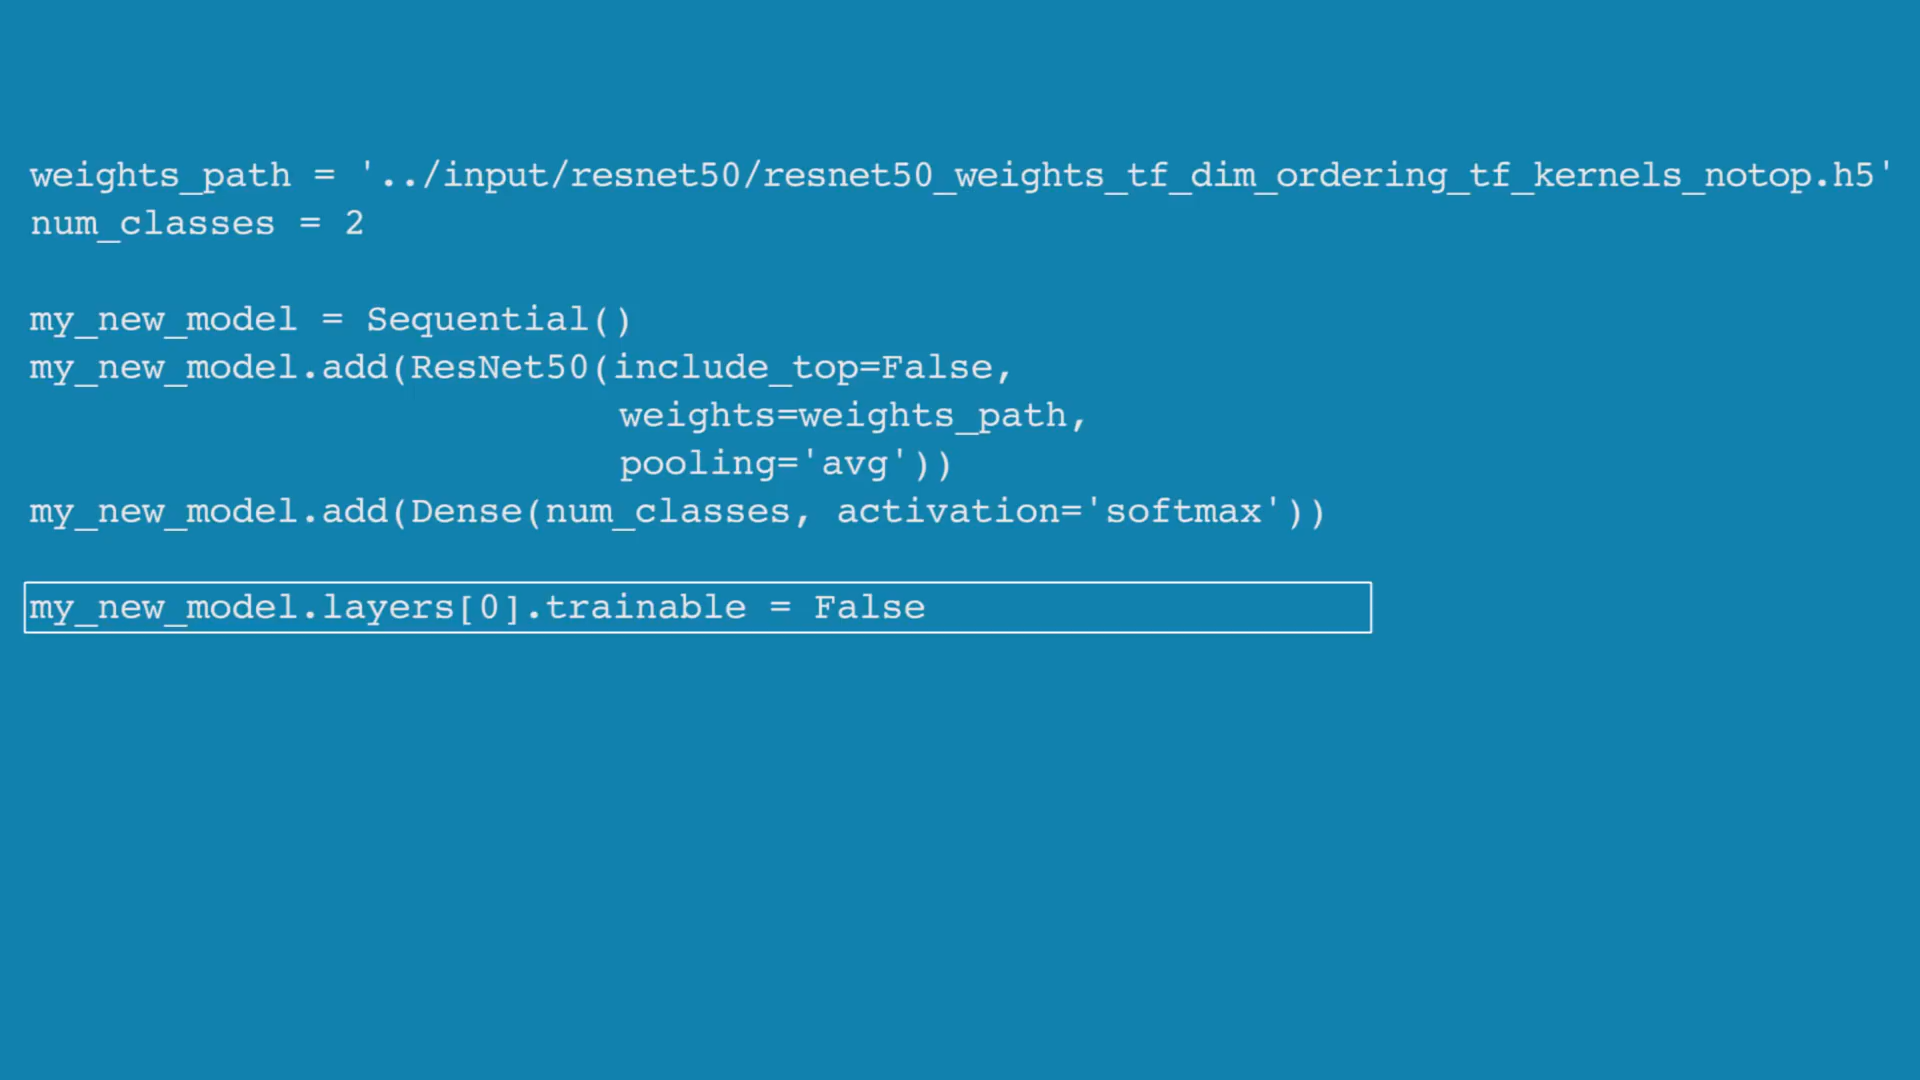 weights_path = '../input/resnet50/resnet50_weights_tf_dim_ordering_tf_kernels_notop.h5'
num_classes = 2
my_new_model = Sequential()
my_new_model.add(ResNet50(include_top=False,
weights=weights_path,
pooling='avg'))
my_new_model.add(Dense(num_classes, activation='softmax'))
my_new_model.layers[0].trainable = False